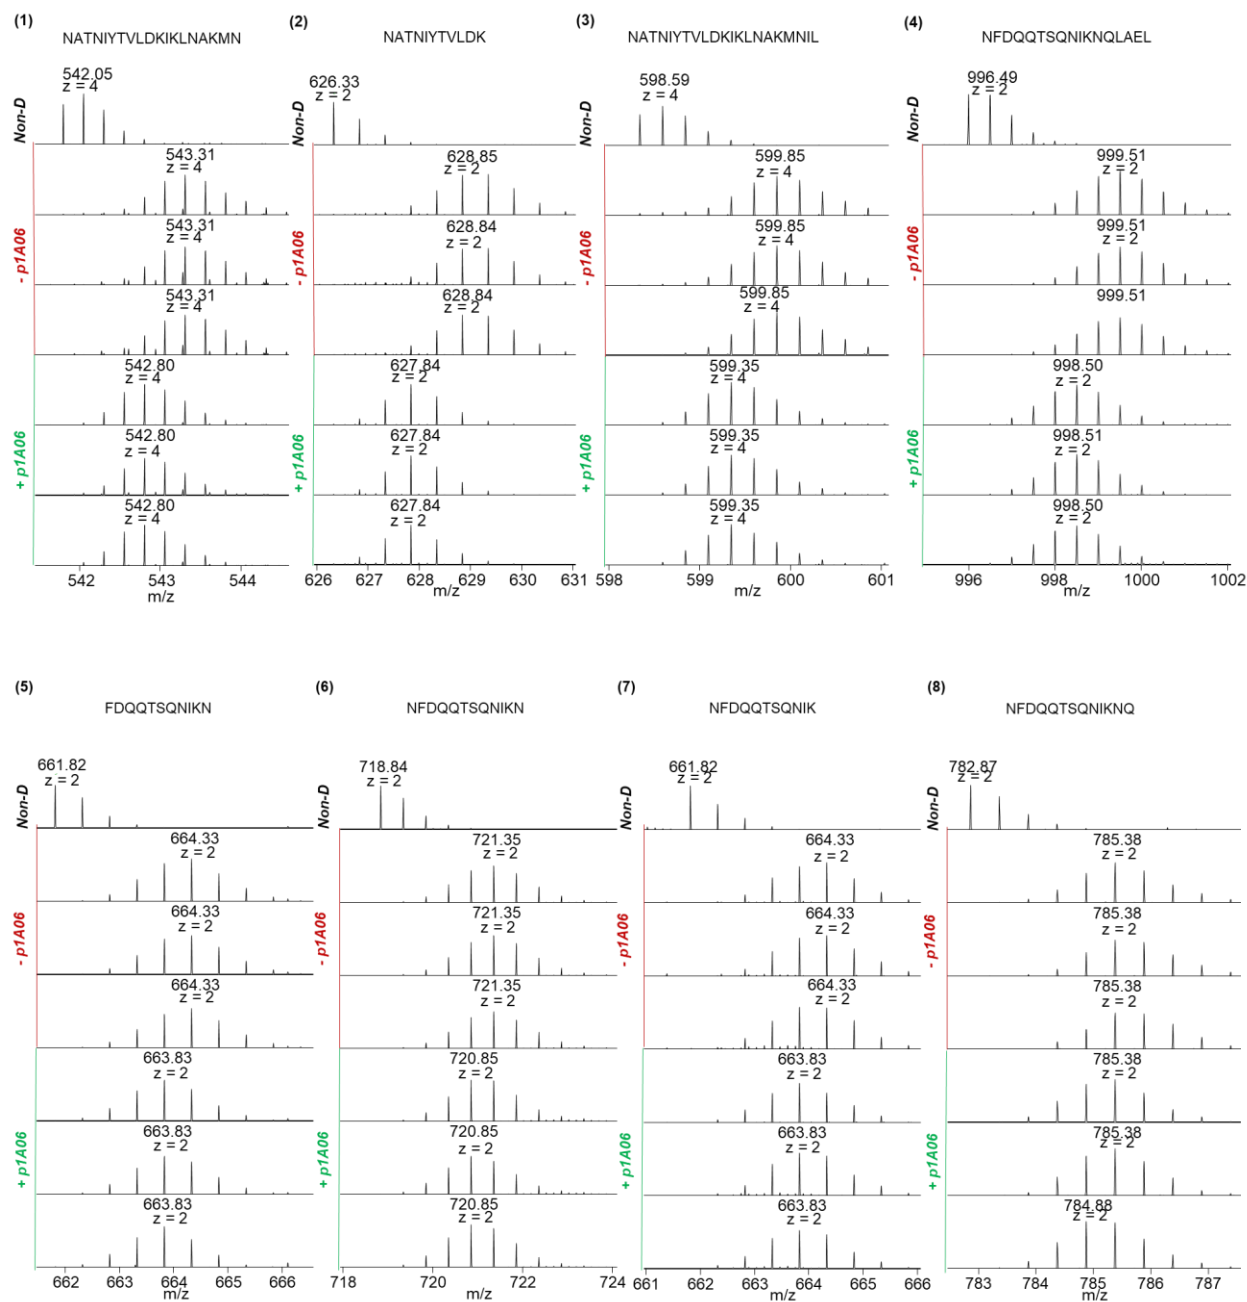 (1)
NATNIYTVLDKIKLNAKMN
Non-D
- p1A06
+ p1A06
542.05
z = 4
543.31
z = 4
543.31
z = 4
543.31
z = 4
542.80
z = 4
542.80
z = 4
542.80
z = 4
542 543 544
m/z
(2)
NATNIYTVLDK
Non-D
- p1A06
+ p1A06
626.33
z = 2
628.85
z = 2
628.84
z = 2
628.84
z = 2
627.84
z = 2
627.84
z = 2
627.84
z = 2
626 627 628 629 630 631
m/z
(3)
NATNIYTVLDKIKLNAKMNIL
Non-D
- p1A06
+ p1A06
598.59
z = 4
599.85
z = 4
599.85
z = 4
599.85
z = 4
599.35
z = 4
599.35
z = 4
599.35
z = 4
598 599 600 601
m/z
(4)
NFDQQTSQNIKNQLAEL
Non-D
- p1A06
+ p1A06
996.49
z = 2
999.51
z = 2
999.51
z = 2
999.51
998.50
z = 2
998.51
z = 2
998.50
z = 2
996 998 1000 1002
m/z
(5)
FDQQTSQNIKN
Non-D
- p1A06
+ p1A06
661.82
z = 2
664.33
z = 2
664.33
z = 2
664.33
z = 2
663.83
z = 2
663.83
z = 2
663.83
z = 2
662 663 664 665 666
m/z
(6)
NFDQQTSQNIKN
Non-D
- p1A06
+ p1A06
718.84
z = 2
721.35
z = 2
721.35
z = 2
721.35
z = 2
720.85
z = 2
720.85
z = 2
720.85
z = 2
718 720 722 724
m/z
(7)
NFDQQTSQNIK
Non-D
- p1A06
+ p1A06
661.82
z = 2
664.33
z = 2
664.33
z = 2
664.33
z = 2
663.83
z = 2
663.83
z = 2
663.83
z = 2
661 662 663 664 665 666
m/z
(8)
NFDQQTSQNIKNQ
Non-D
- p1A06
+ p1A06
782.87
z = 2
785.38
z = 2
785.38
z = 2
785.38
z = 2
785.38
z = 2
785.38
z = 2
784.88
z = 2
783 784 785 786 787
m/z